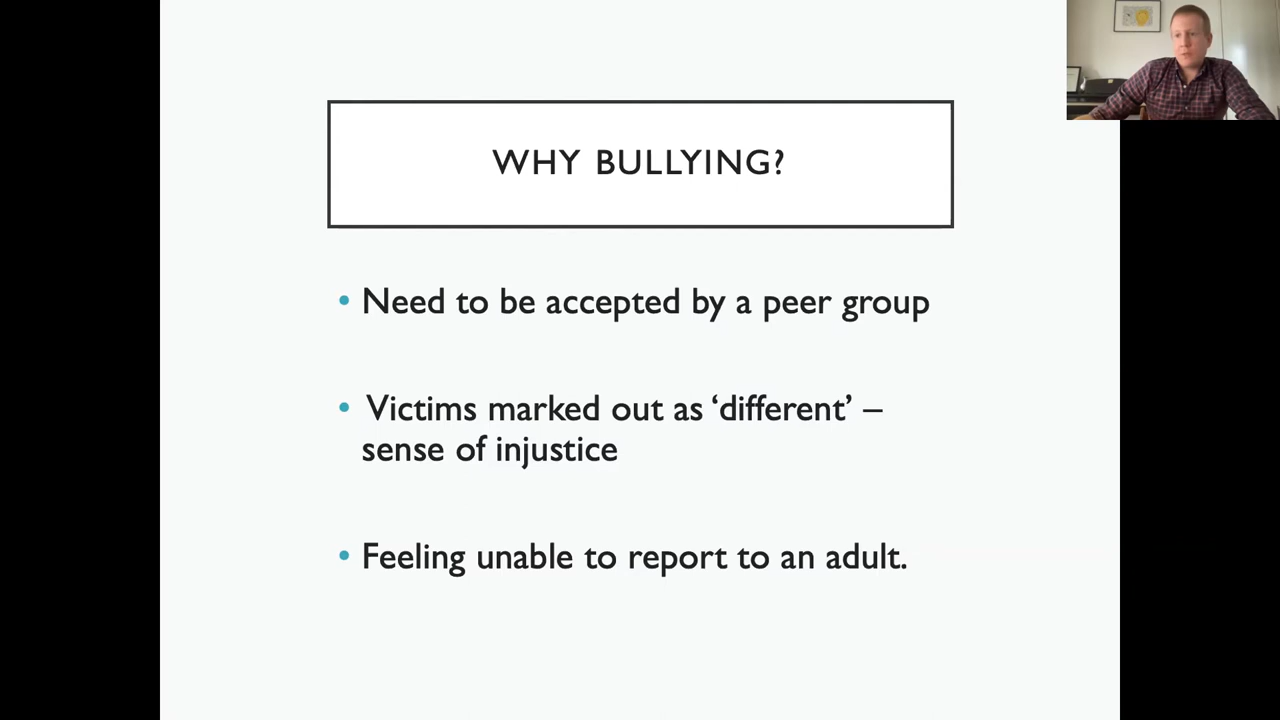 WHY BULLYING?
• Need to be accepted by a peer group
• Victims marked out as ‘different’ –
sense of injustice
• Feeling unable to report to an adult.